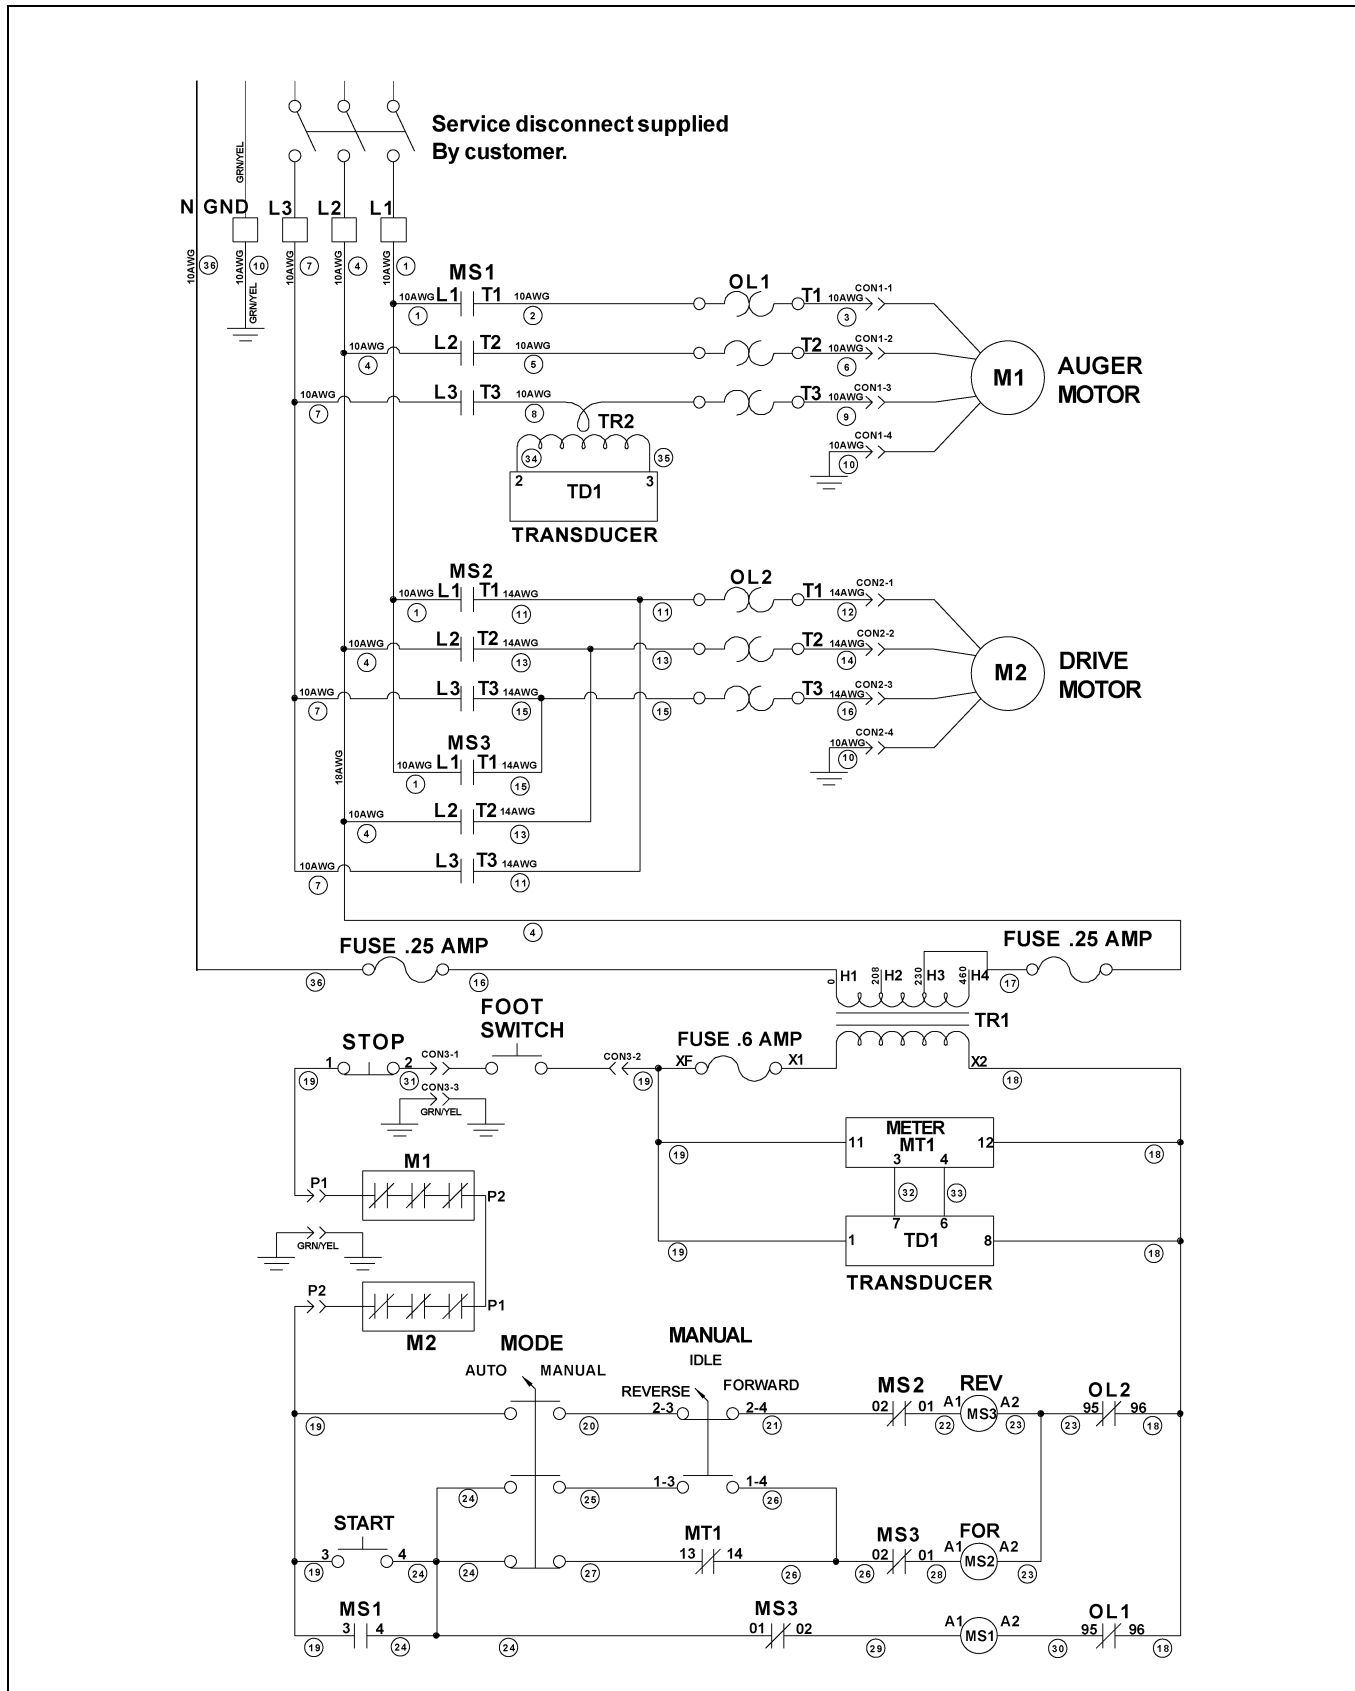 Service disconnect supplied
By customer.
GRN/YEL
N GND L3 L2 L1
10AWG 36 10AWG 10 10AWG 7 10AWG 4 10AWG 1
GRN/YEL
MS1 OL1
10AWG L1 T1 10AWG T1 10AWG CON1-1
1 2 3
10AWG L2 T2 10AWG T2 10AWG CON1-2
4 5 6
M1 AUGER
MOTOR
10AWG L3 T3 10AWG T3 10AWG CON1-3
7 8 9
TR2
34 35
10AWG CON1-4
10
2 3
TD1
TRANSDUCER
MS2 OL2
10AWG L1 T1 14AWG T1 14AWG CON2-1
1 11 11 12
10AWG L2 T2 14AWG T2 14AWG CON2-2
4 13 13 14
M2 DRIVE
MOTOR
10AWG L3 T3 14AWG T3 14AWG CON2-3
7 15 15 16
10AWG CON2-4
10
18AWG
MS3
10AWG L1 T1 14AWG
1 15
10AWG L2 T2 14AWG
4 13
10AWG L3 T3 14AWG
7 11
4
FUSE .25 AMP FUSE .25 AMP
36 16 0 H1 208 H2 230 H3 460 H4 17
TR1
FOOT
SWITCH
STOP FUSE .6 AMP
1 2 CON3-1 CON3-2 XF X1 X2
19 31 19 18
CON3-3
GRN/YEL
METER
11 MT1 12
3 4
19 18
M1
P1 P2
32 33
GRN/YEL
7 6
1 TD1 8
19 18
TRANSDUCER
P2 P1
M2
MODE MANUAL
AUTO MANUAL IDLE
REVERSE FORWARD
MS2 REV OL2
2-3 2-4 02 01 A1 MS3 A2 95 96
19 20 21 22 23 23 18
1-3 1-4
24 25 26
START MT1 MS3 FOR
3 4 13 14 02 01 A1 MS2 A2
19 24 24 27 26 26 28 23
MS1 MS3 OL1
3 4 01 02 A1 MS1 A2 95 96
19 24 24 29 30 18